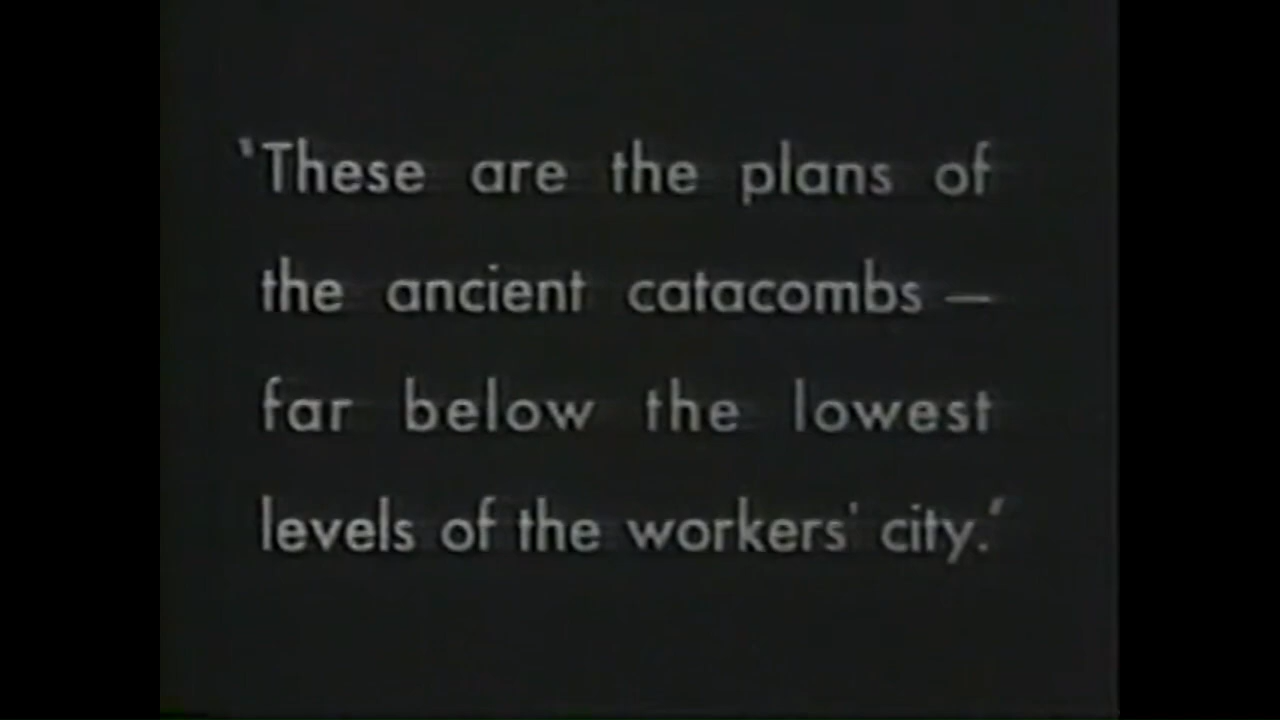 ‘These are the plans of
the ancient catacombs —
far below the lowest
levels of the workers' city.’